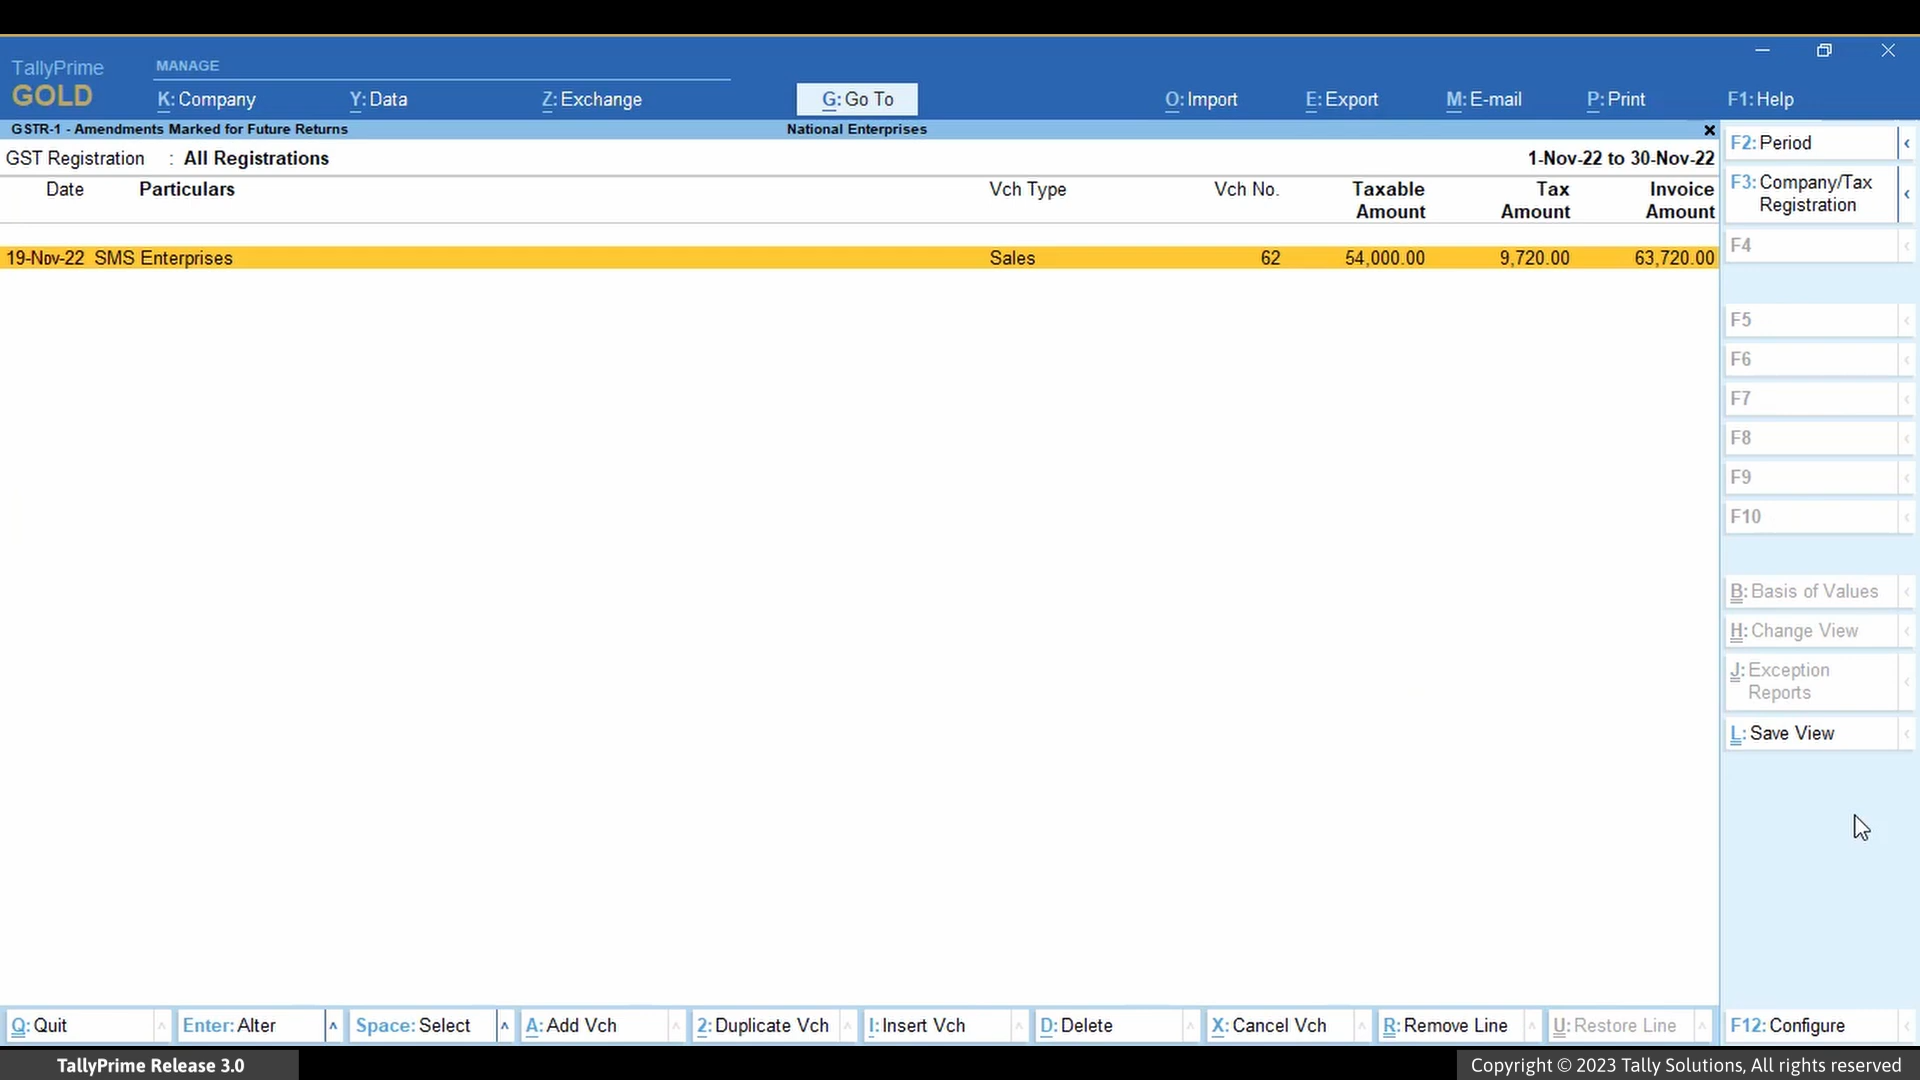 TallyPrime
GOLD
MANAGE
K: Company
Y: Data
Z: Exchange
G: Go To
O: Import
E: Export
M: E-mail
P: Print
F1: Help
GSTR-1 - Amendments Marked for Future Returns
National Enterprises
GST Registration : All Registrations
1-Nov-22 to 30-Nov-22
Date Particulars Vch Type Vch No. Taxable Tax Invoice
Amount Amount Amount
19-Nov-22 SMS Enterprises Sales 62 54,000.00 9,720.00 63,720.00
F2: Period
F3: Company/Tax
Registration
F4
F5
F6
F7
F8
F9
F10
B: Basis of Values
H: Change View
J: Exception
Reports
L: Save View
Q: Quit
Enter: Alter
Space: Select
A: Add Vch
2: Duplicate Vch
I: Insert Vch
D: Delete
X: Cancel Vch
R: Remove Line
U: Restore Line
F12: Configure
TallyPrime Release 3.0
Copyright © 2023 Tally Solutions, All rights reserved